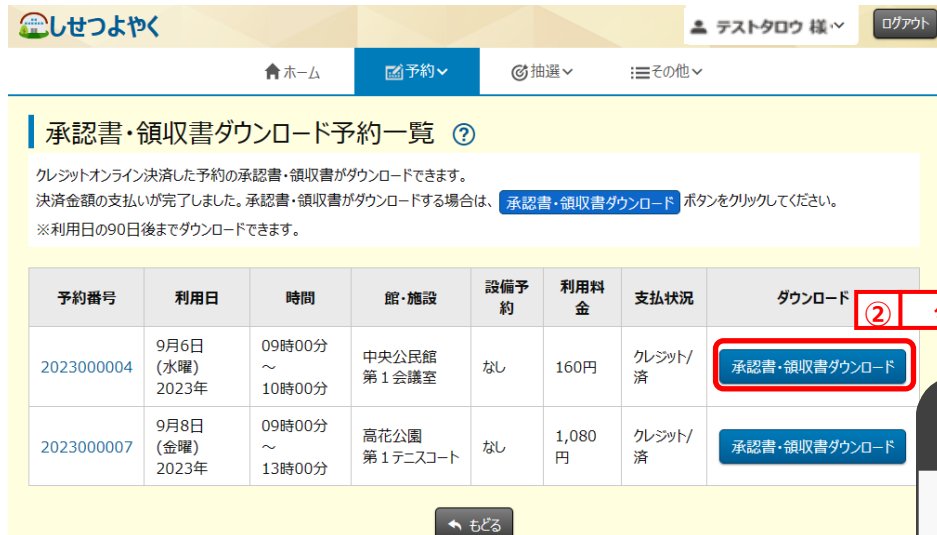 しせつよやく
テストタロウ 様
ログアウト
ホーム
予約
抽選
その他
承認書・領収書ダウンロード予約一覧 ?
クレジットオンライン決済した予約の承認書・領収書がダウンロードできます。
決済金額の支払いが完了しました。承認書・領収書がダウンロードする場合は、 承認書・領収書ダウンロード ボタンをクリックしてください。
※利用日の90日後までダウンロードできます。
予約番号
利用日
時間
館・施設
設備予
約
利用料
金
支払状況
ダウンロード
②
2023000004
9月6日
(水曜)
2023年
09時00分
～
10時00分
中央公民館
第１会議室
なし
160円
クレジット/
済
承認書・領収書ダウンロード
2023000007
9月8日
(金曜)
2023年
09時00分
～
13時00分
高花公園
第１テニスコート
なし
1,080
円
クレジット/
済
承認書・領収書ダウンロード
もどる